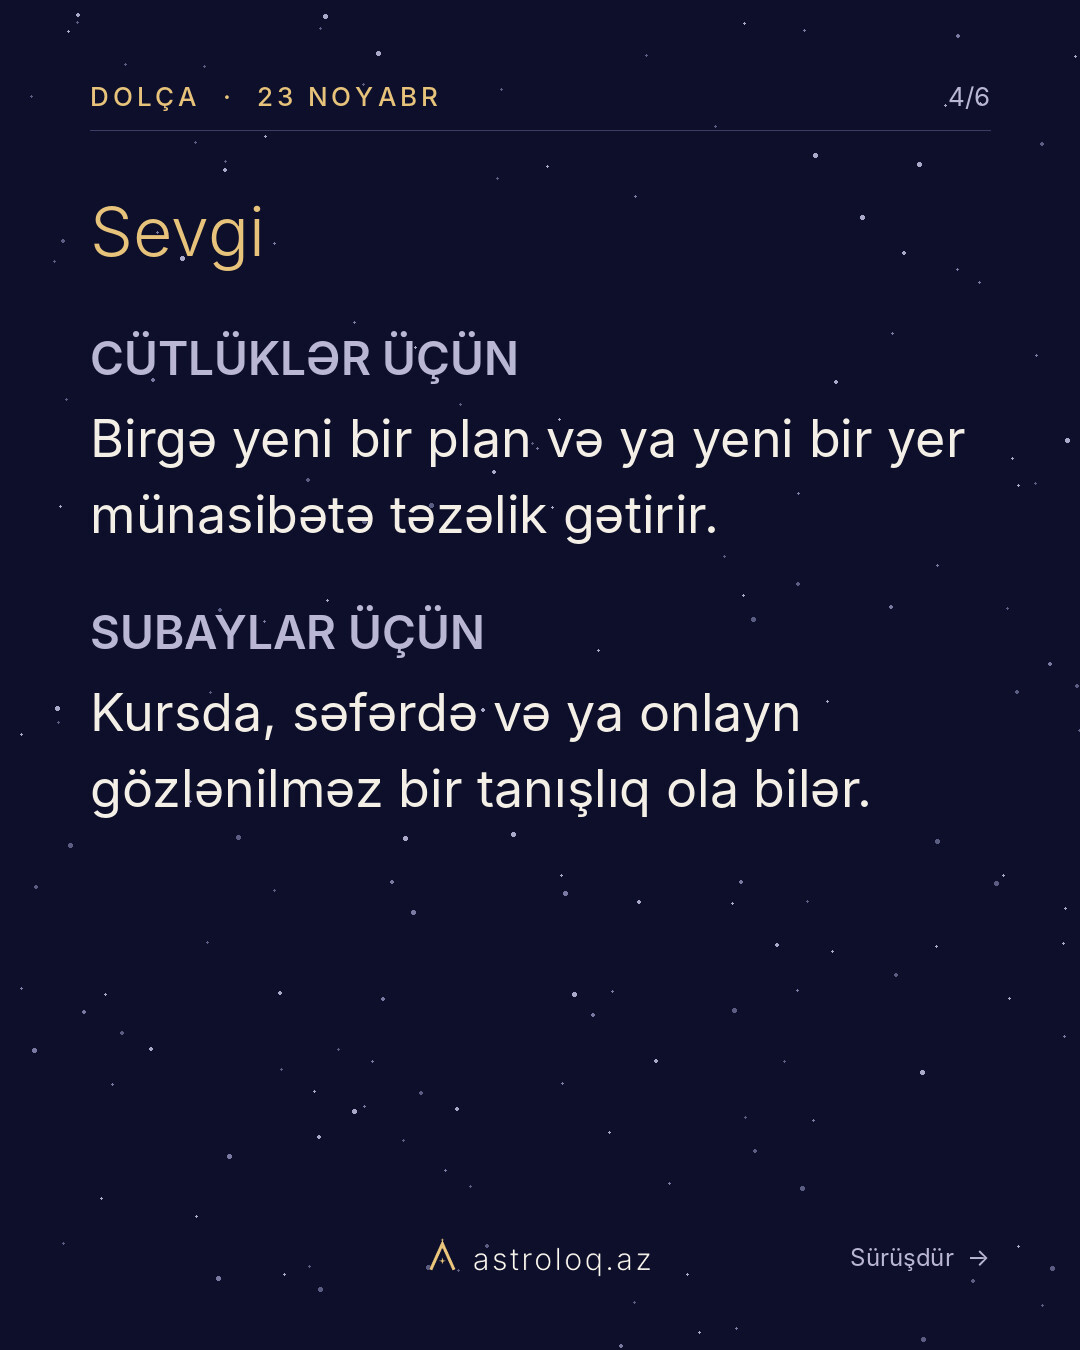 DOLÇA · 23 NOYABR 4/6
Sevgi
CÜTLÜKLƏR ÜÇÜN
Birgə yeni bir plan və ya yeni bir yer
münasibətə təzəlik gətirir.
SUBAYLAR ÜÇÜN
Kursda, səfərdə və ya onlayn
gözlənilməz bir tanışlıq ola bilər.
astroloq.az Sürüşdür →